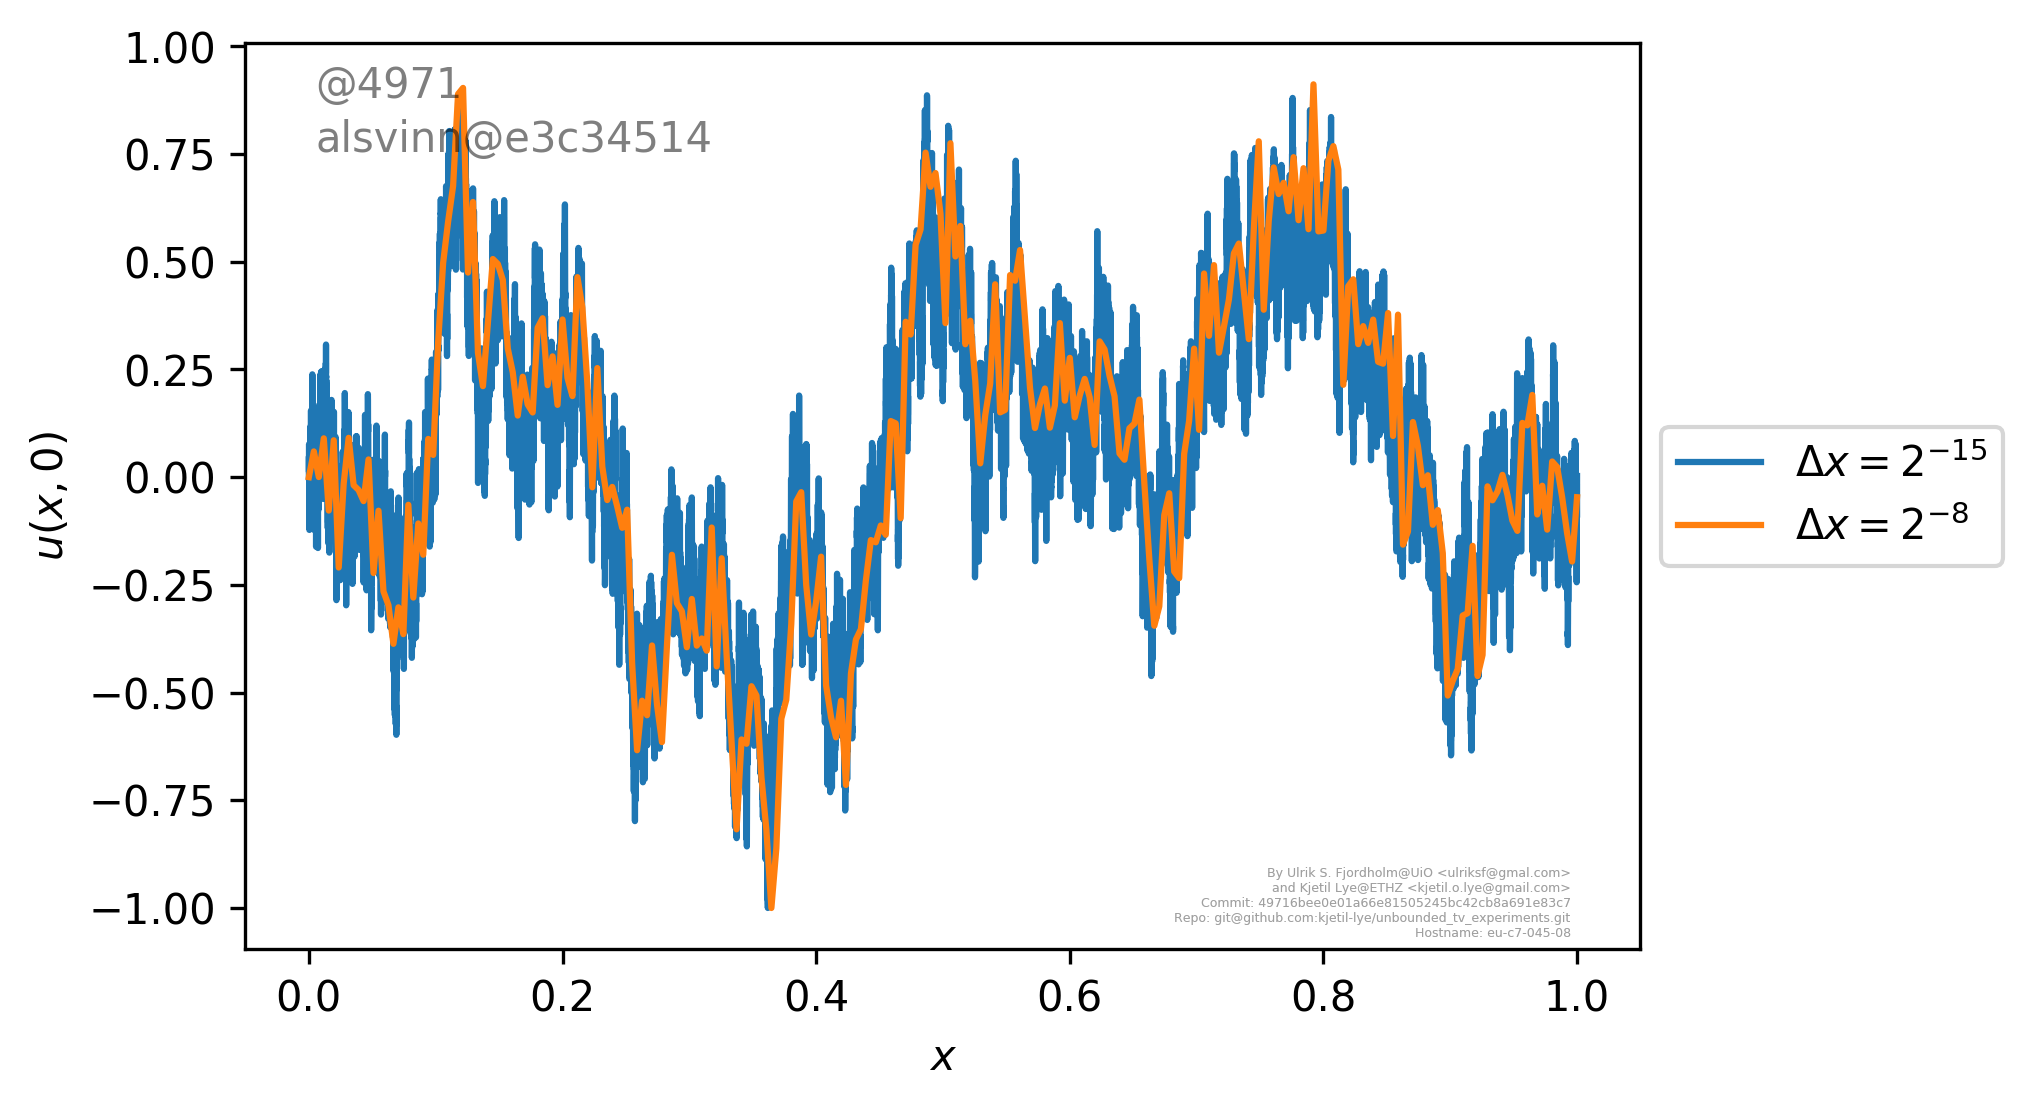 1.00
0.75
0.50
0.25
0.00
−0.25
−0.50
−0.75
−1.00
u(x, 0)
@4971
alsvinn@e3c34514
By Ulrik S. Fjordholm@UiO <ulriksf@gmal.com>
and Kjetil Lye@ETHZ <kjetil.o.lye@gmail.com>
Commit: 49716bee0e01a66e81505245bc42cb8a691e83c7
Repo: git@github.com:kjetil-lye/unbounded_tv_experiments.git
Hostname: eu-c7-045-08
0.0 0.2 0.4 0.6 0.8 1.0
x
Δx = 2⁻¹⁵
Δx = 2⁻⁸